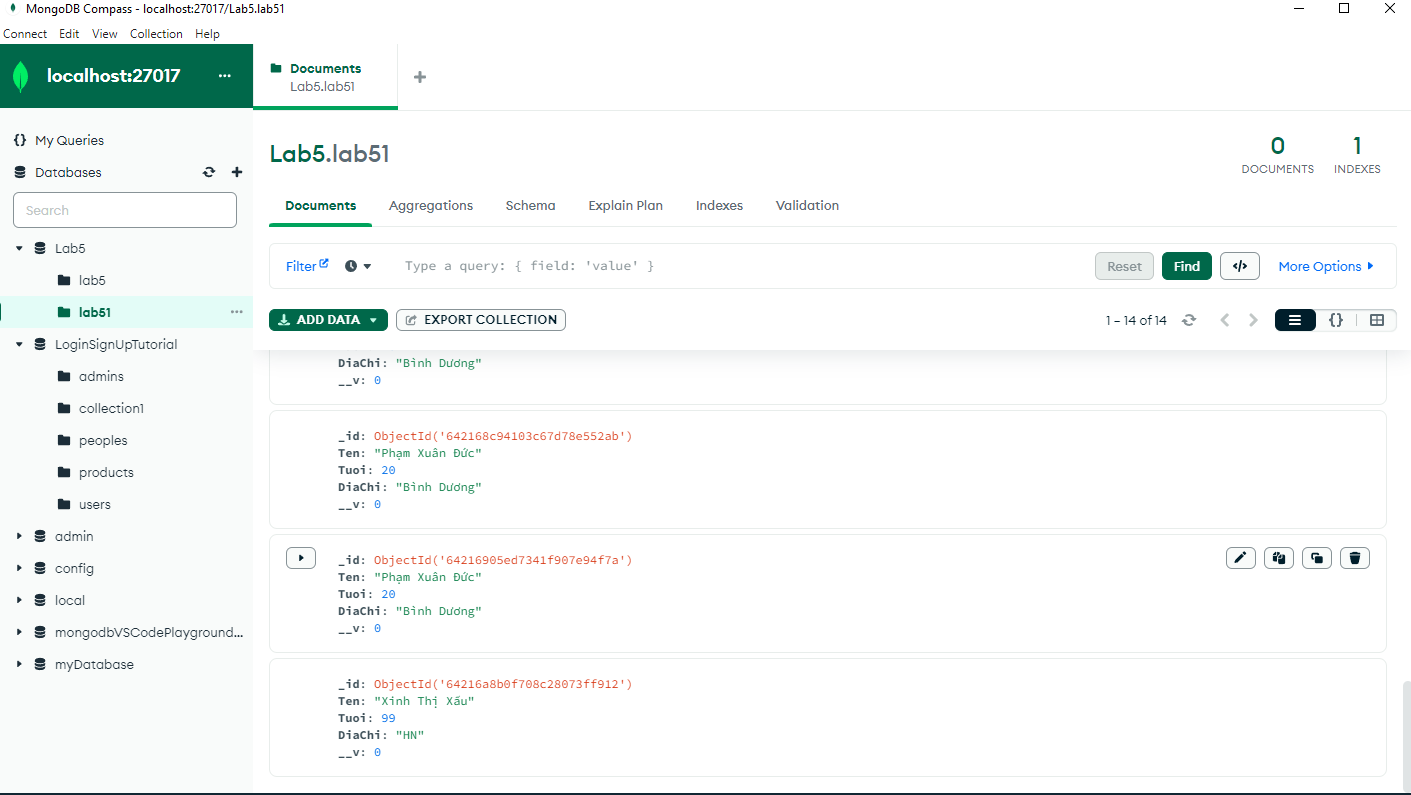 MongoDB Compass - localhost:27017/Lab5.lab51
Connect Edit View Collection Help
localhost:27017 ...
Documents
Lab5.lab51
{} My Queries
Databases
Search
Lab5
lab5
lab51
LoginSignUpTutorial
admins
collection1
peoples
products
users
admin
config
local
mongodbVSCodePlayground...
myDatabase
Lab5.lab51
0
DOCUMENTS
1
INDEXES
Documents Aggregations Schema Explain Plan Indexes Validation
Filter Type a query: { field: 'value' } Reset Find </> More Options
ADD DATA EXPORT COLLECTION 1 – 14 of 14 {}
DiaChi: "Bình Dương"
__v: 0
_id: ObjectId('642168c94103c67d78e552ab')
Ten: "Phạm Xuân Đức"
Tuoi: 20
DiaChi: "Bình Dương"
__v: 0
_id: ObjectId('64216905ed7341f907e94f7a')
Ten: "Phạm Xuân Đức"
Tuoi: 20
DiaChi: "Bình Dương"
__v: 0
_id: ObjectId('64216a8b0f708c28073ff912')
Ten: "Xinh Thị Xấu"
Tuoi: 99
DiaChi: "HN"
__v: 0